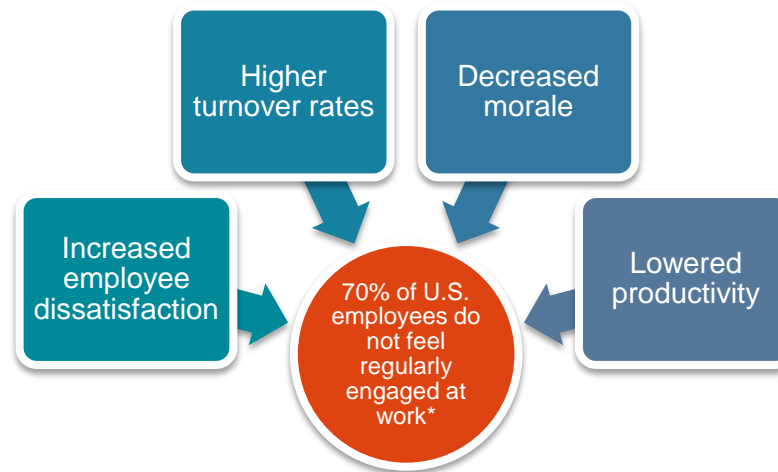 Higher
turnover rates
Decreased
morale
Increased
employee
dissatisfaction
Lowered
productivity
70% of U.S.
employees do
not feel
regularly
engaged at
work*